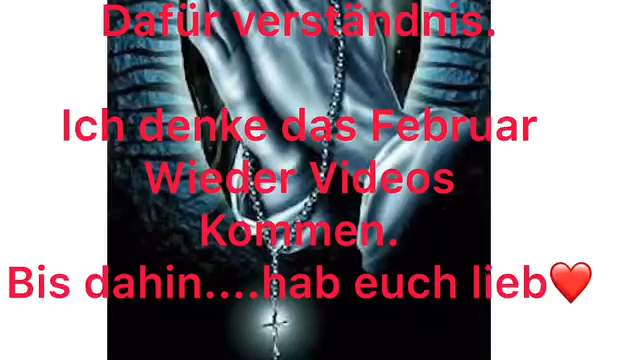 Dafür verständnis.
Ich denke das Februar
Wieder Videos
Kommen.
Bis dahin....hab euch lieb❤️